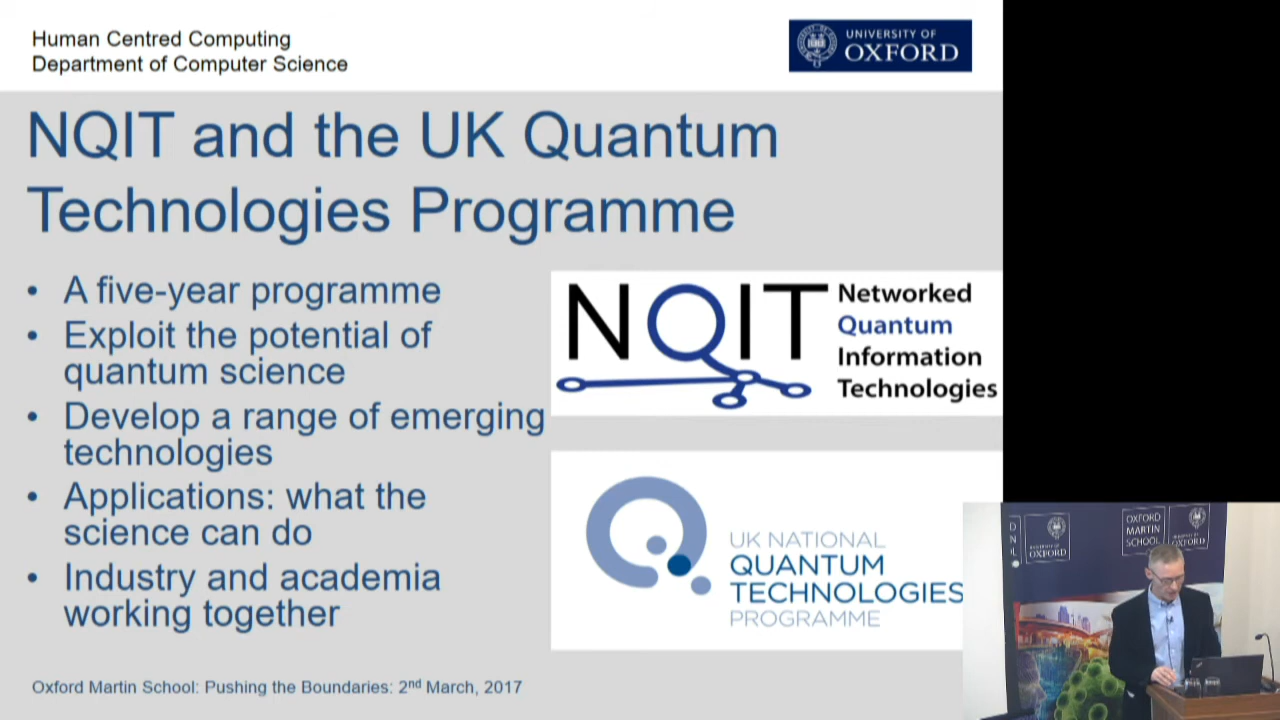 Human Centred Computing
Department of Computer Science
UNIVERSITY OF
OXFORD
NQIT and the UK Quantum
Technologies Programme
• A five-year programme
• Exploit the potential of
quantum science
• Develop a range of emerging
technologies
• Applications: what the
science can do
• Industry and academia
working together
NQIT
Networked
Quantum
Information
Technologies
UK NATIONAL
QUANTUM
TECHNOLOGIES
PROGRAMME
Oxford Martin School: Pushing the Boundaries: 2nd March, 2017
OXFORD
OXFORD
MARTIN
SCHOOL
OXFORD